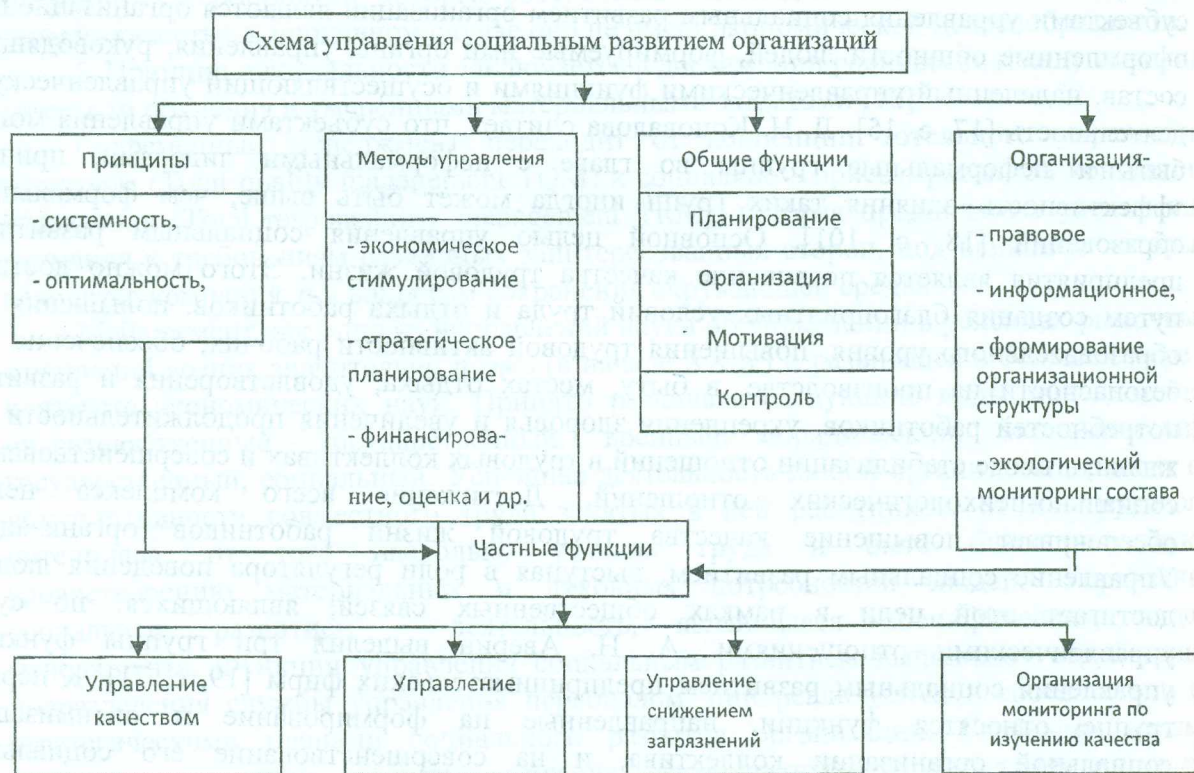 Схема управления социальным развитием организаций
Принципы
- системность,
- оптимальность,
Методы управления
- экономическое
стимулирование
- стратегическое
планирование
- финансирова-
ние, оценка и др.
Общие функции
Планирование
Организация
Мотивация
Контроль
Организация-
- правовое
- информационное,
- формирование
организационной
структуры
- экологический
мониторинг состава
Частные функции
Управление
качеством
Управление
Управление
снижением
загрязнений
Организация
мониторинга по
изучению качества